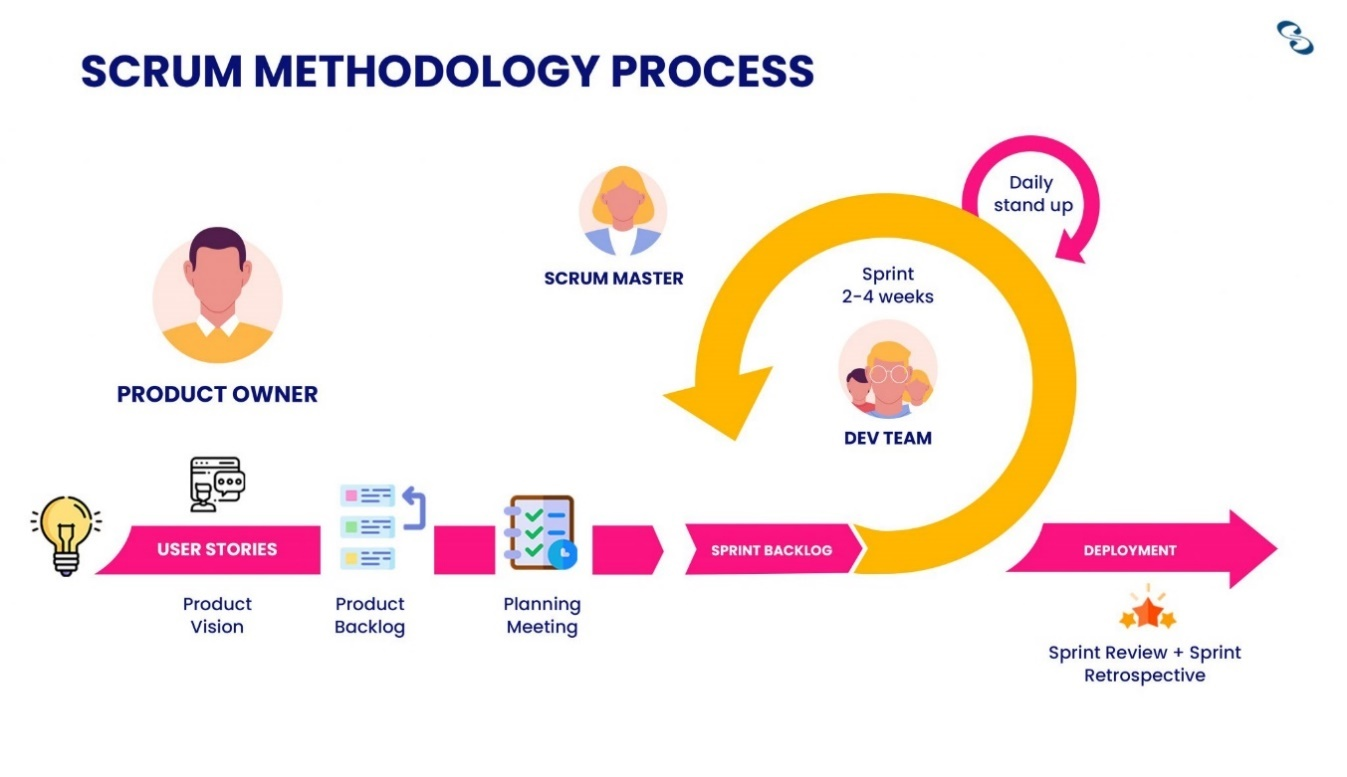 SCRUM METHODOLOGY PROCESS
Daily
stand up
SCRUM MASTER
Sprint
2-4 weeks
PRODUCT OWNER
DEV TEAM
USER STORIES
SPRINT BACKLOG
DEPLOYMENT
Product
Vision
Product
Backlog
Planning
Meeting
Sprint Review + Sprint
Retrospective